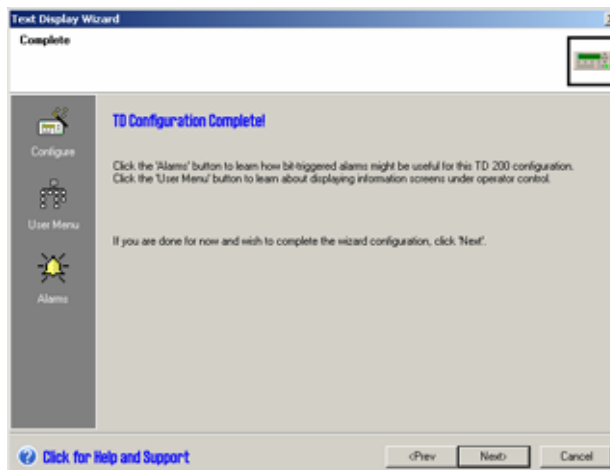 Text Display Wizard
Complete
Configure
User Menu
Alarms
TD Configuration Complete!
Click the 'Alarms' button to learn how bit-triggered alarms might be useful for this TD 200 configuration.
Click the 'User Menu' button to learn about displaying information screens under operator control.
If you are done for now and wish to complete the wizard configuration, click 'Next'.
Click for Help and Support
<Prev
Next>
Cancel